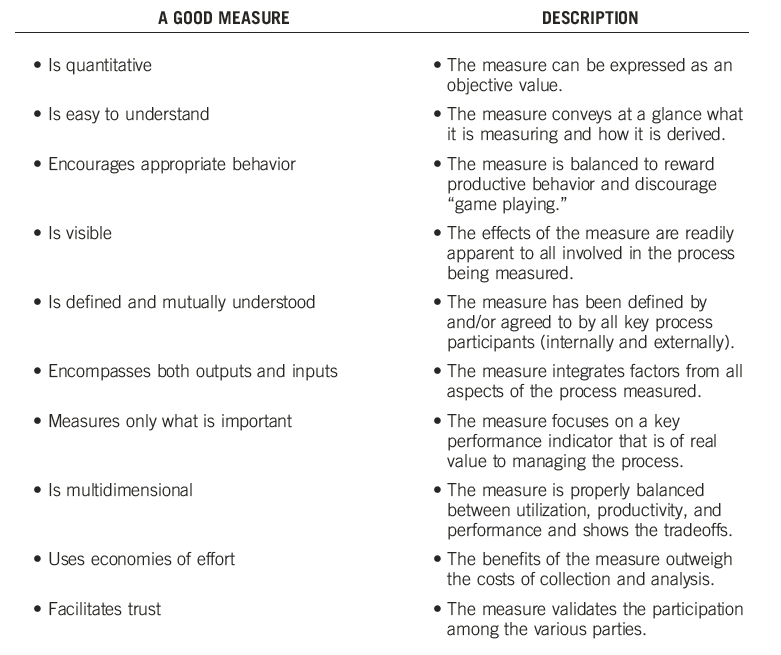 A GOOD MEASURE DESCRIPTION
• Is quantitative • The measure can be expressed as an
objective value.
• Is easy to understand • The measure conveys at a glance what
it is measuring and how it is derived.
• Encourages appropriate behavior • The measure is balanced to reward
productive behavior and discourage
“game playing.”
• Is visible • The effects of the measure are readily
apparent to all involved in the process
being measured.
• Is defined and mutually understood • The measure has been defined by
and/or agreed to by all key process
participants (internally and externally).
• Encompasses both outputs and inputs • The measure integrates factors from all
aspects of the process measured.
• Measures only what is important • The measure focuses on a key
performance indicator that is of real
value to managing the process.
• Is multidimensional • The measure is properly balanced
between utilization, productivity, and
performance and shows the tradeoffs.
• Uses economies of effort • The benefits of the measure outweigh
the costs of collection and analysis.
• Facilitates trust • The measure validates the participation
among the various parties.